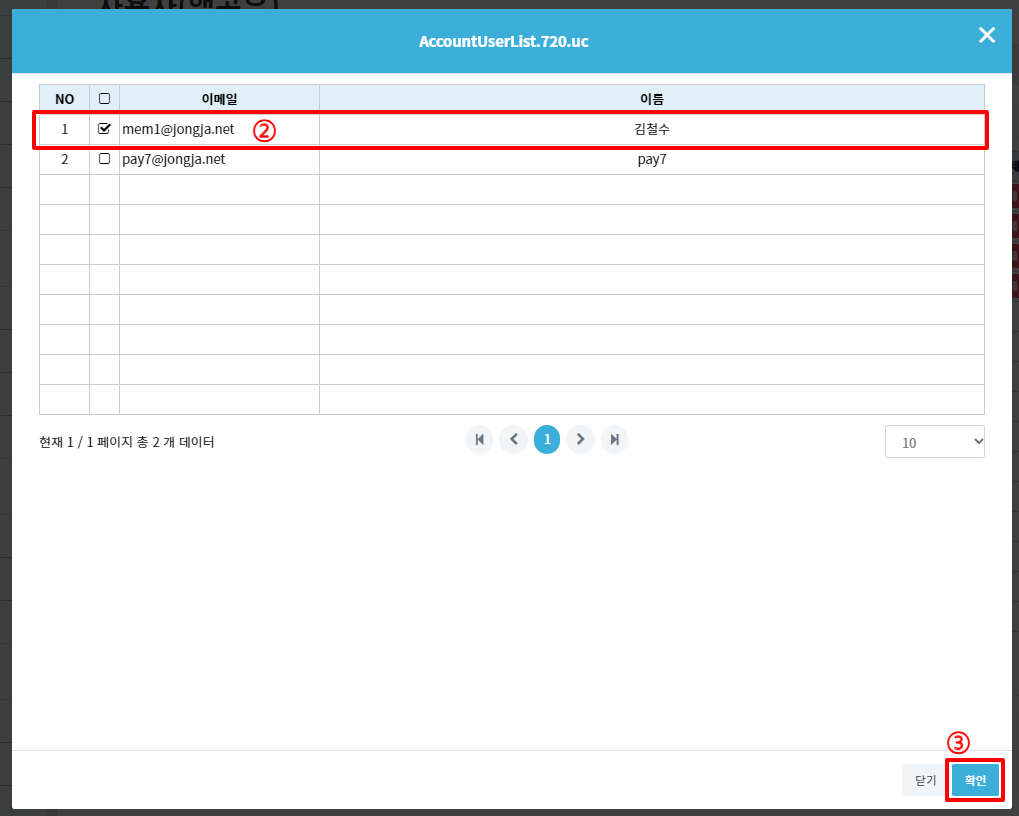 AccountUserList.720.uc
NO 이메일 이름
1 mem1@jongja.net ② 김철수
2 pay7@jongja.net pay7
현재 1 / 1 페이지 총 2 개 데이터
1
10
③
닫기 확인